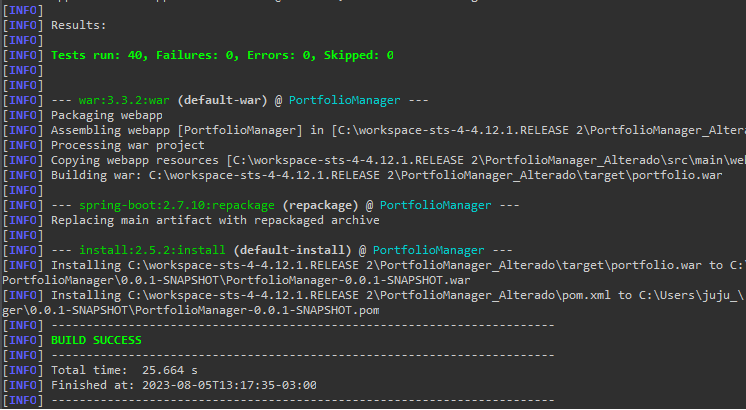 [INFO]
[INFO] Results:
[INFO]
[INFO] Tests run: 40, Failures: 0, Errors: 0, Skipped: 0
[INFO]
[INFO]
[INFO] --- war:3.3.2:war (default-war) @ PortfolioManager ---
[INFO] Packaging webapp
[INFO] Assembling webapp [PortfolioManager] in [C:\workspace-sts-4-4.12.1.RELEASE 2\PortfolioManager_Altera
[INFO] Processing war project
[INFO] Copying webapp resources [C:\workspace-sts-4-4.12.1.RELEASE 2\PortfolioManager_Alterado\src\main\we
[INFO] Building war: C:\workspace-sts-4-4.12.1.RELEASE 2\PortfolioManager_Alterado\target\portfolio.war
[INFO]
[INFO] --- spring-boot:2.7.10:repackage (repackage) @ PortfolioManager ---
[INFO] Replacing main artifact with repackaged archive
[INFO]
[INFO] --- install:2.5.2:install (default-install) @ PortfolioManager ---
[INFO] Installing C:\workspace-sts-4-4.12.1.RELEASE 2\PortfolioManager_Alterado\target\portfolio.war to C:
PortfolioManager\0.0.1-SNAPSHOT\PortfolioManager-0.0.1-SNAPSHOT.war
[INFO] Installing C:\workspace-sts-4-4.12.1.RELEASE 2\PortfolioManager_Alterado\pom.xml to C:\Users\juju_\
ger\0.0.1-SNAPSHOT\PortfolioManager-0.0.1-SNAPSHOT.pom
[INFO] ------------------------------------------------------------------------
[INFO] BUILD SUCCESS
[INFO] ------------------------------------------------------------------------
[INFO] Total time:  25.664 s
[INFO] Finished at: 2023-08-05T13:17:35-03:00
[INFO] ------------------------------------------------------------------------